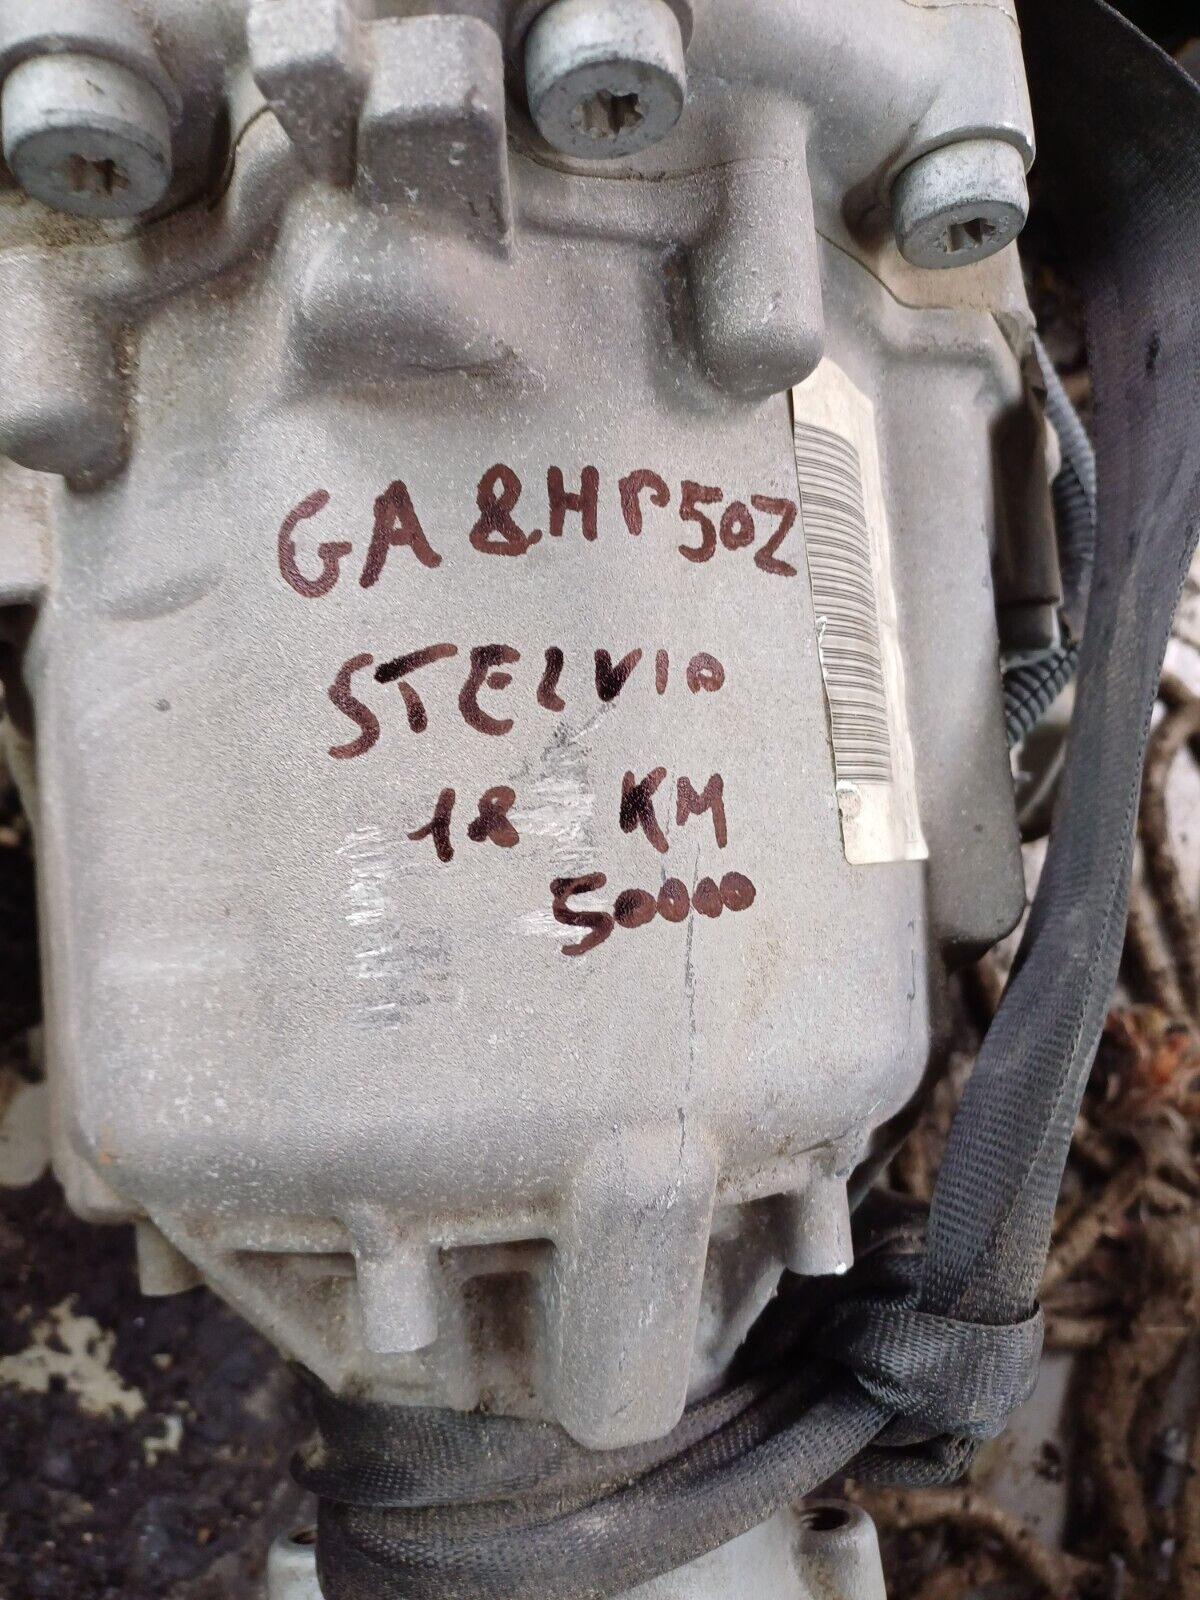 GA8HP50Z
STELVIO
18 KM
50000